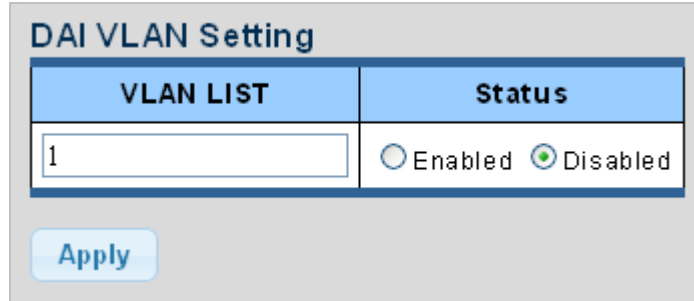 DAI VLAN Setting
VLAN LIST Status
1 Enabled Disabled
Apply